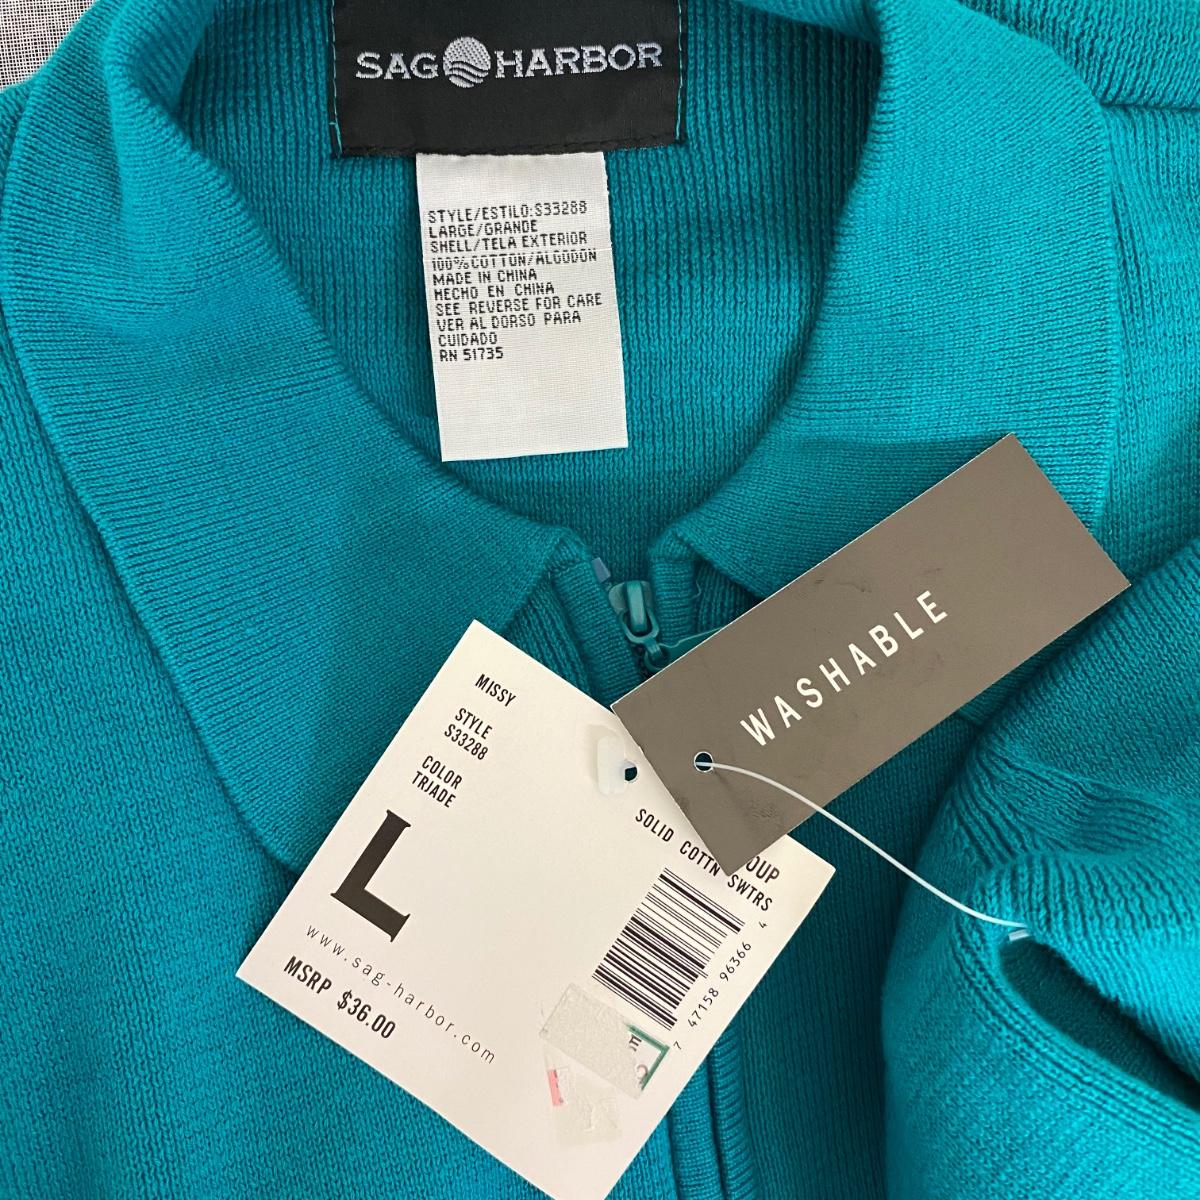 SAG HARBOR
STYLE/ESTILO:S33288
LARGE/GRANDE
SHELL/TELA EXTERIOR
100%COTTON/ALGODON
MADE IN CHINA
HECHO EN CHINA
SEE REVERSE FOR CARE
VER AL DORSO PARA
CUIDADO
RN 51735
WASHABLE
MISSY
STYLE
S33288
COLOR
TRJADE
L
www.sag-harbor.com
MSRP $36.00
SOLID COTTN SWTRS
7 47158 96366 4